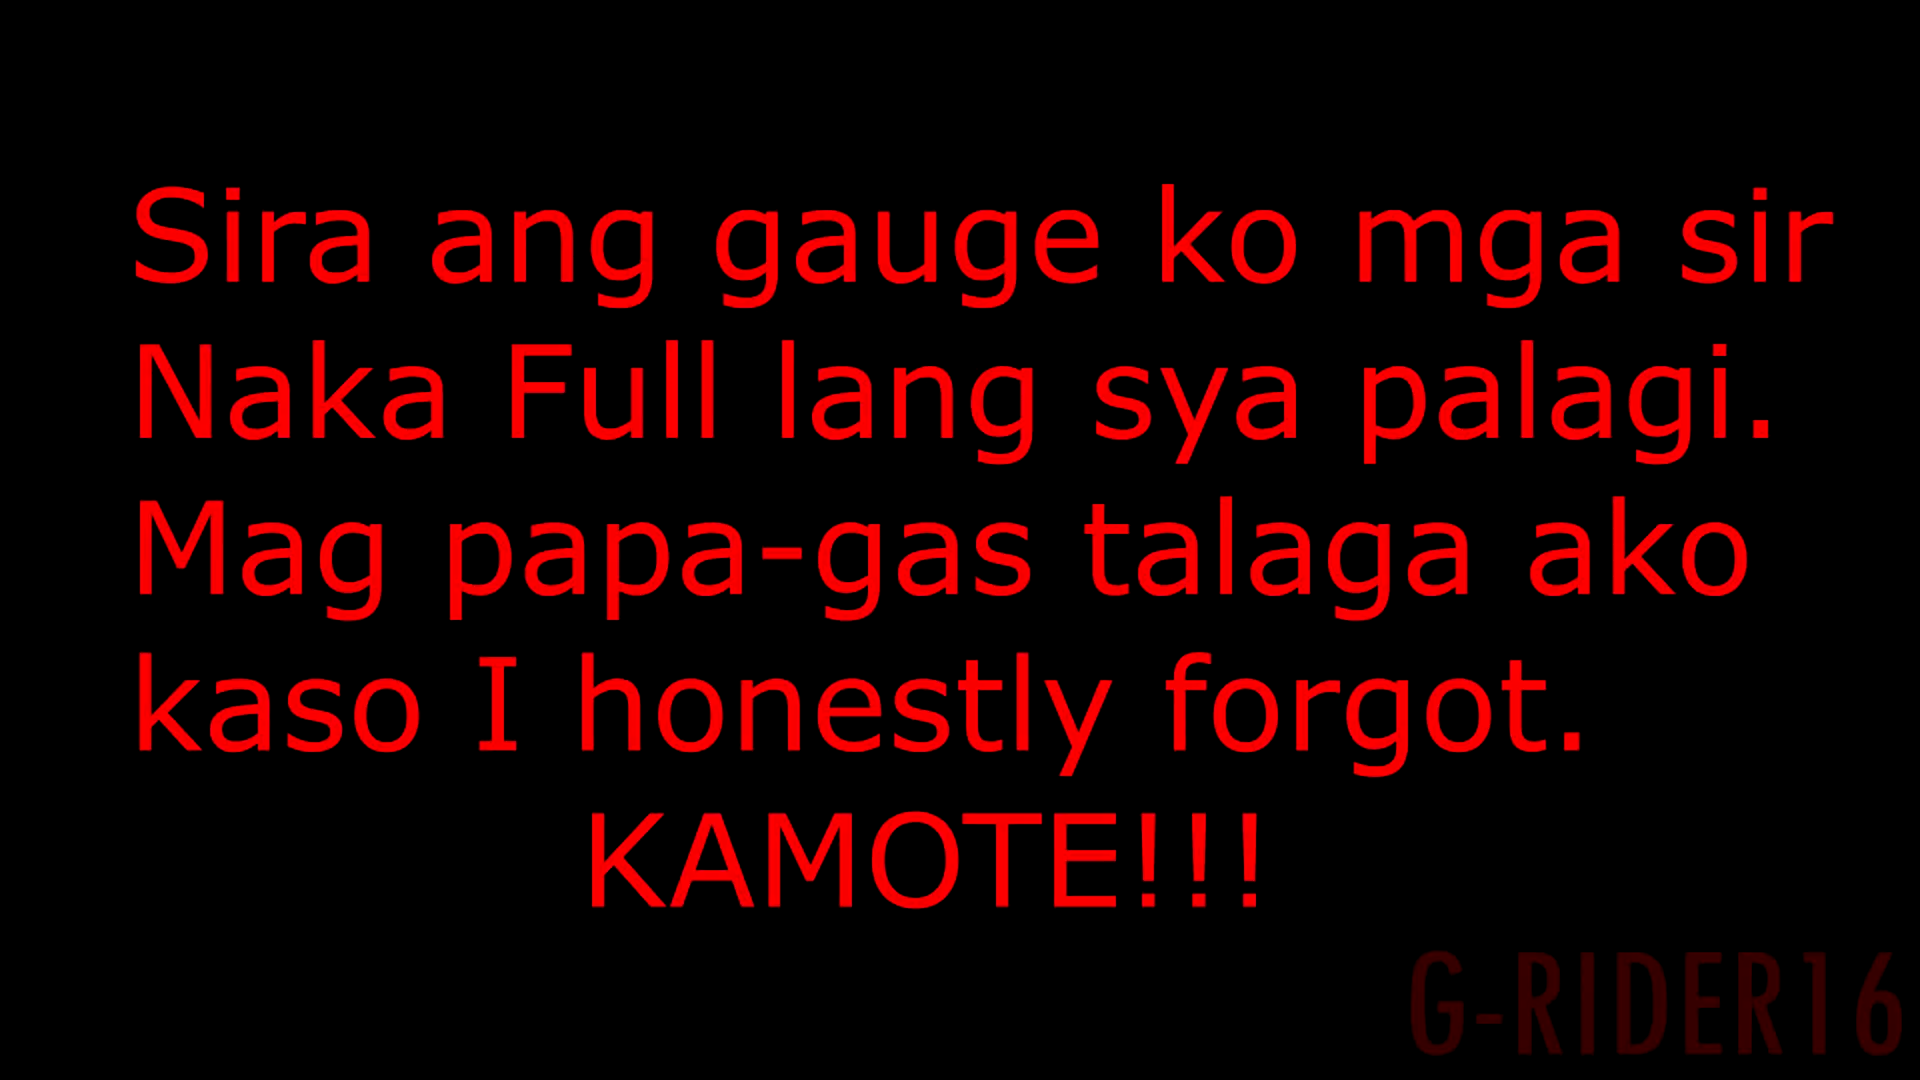 Sira ang gauge ko mga sir
Naka Full lang sya palagi.
Mag papa-gas talaga ako
kaso I honestly forgot.
KAMOTE!!!
G-RIDER16